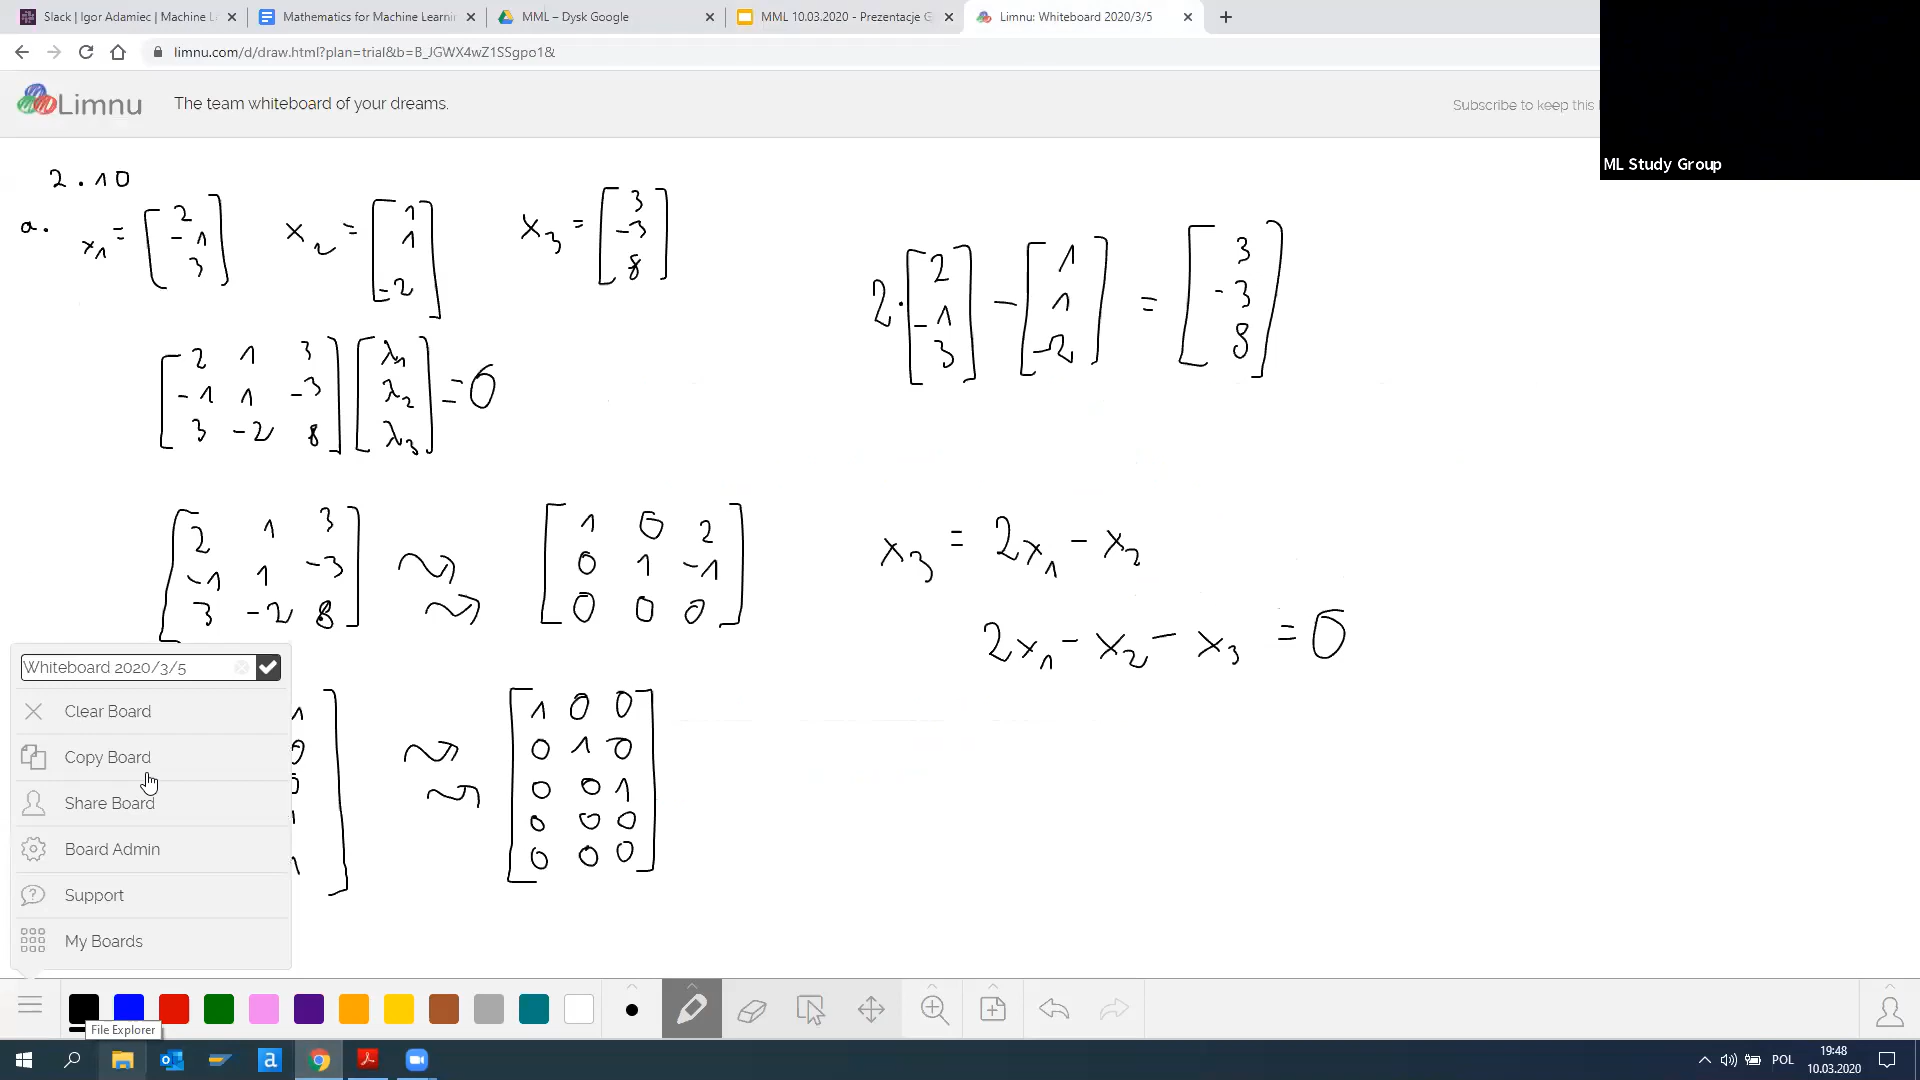 Slack | Igor Adamiec | Machine L
Mathematics for Machine Learni
MML – Dysk Google
MML 10.03.2020 - Prezentacje G
Limnu: Whiteboard 2020/3/5
limnu.com/d/draw.html?plan=trial&b=B_JGWX4wZ1SSgpo1&
Limnu
The team whiteboard of your dreams.
Subscribe to keep this
ML Study Group
2.10
a.
x₁ = [2 -1 3]
x₂ = [1 1 -2]
x₃ = [3 -3 8]
2 1 3
-1 1 -3
3 -2 8
λ₁
λ₂
λ₃
= 0
2 · [2 -1 3] - [1 1 -2] = [3 -3 8]
2 1 3
-1 1 -3
3 -2 8
1 0 2
0 1 -1
0 0 0
x₃ = 2x₁ - x₂
2x₁ - x₂ - x₃ = 0
1 0 0
0 1 0
0 0 1
0 0 0
0 0 0
Whiteboard 2020/3/5
Clear Board
Copy Board
Share Board
Board Admin
Support
My Boards
File Explorer
POL
19:48
10.03.2020